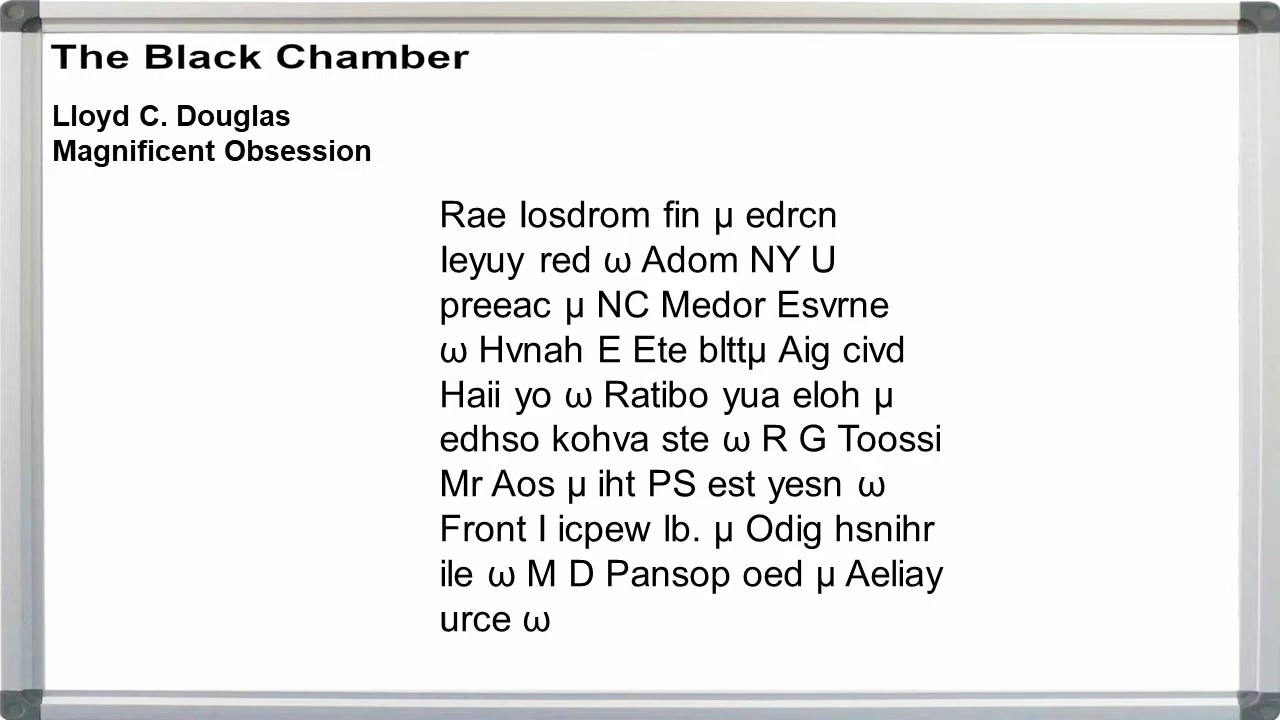 The Black Chamber
Lloyd C. Douglas
Magnificent Obsession
Rae Iosdrom fin µ edrcn
Ieyuy red ω Adom NY U
preeac µ NC Medor Esvrne
ω Hvnah E Ete blttµ Aig civd
Haii yo ω Ratibo yua eloh µ
edhso kohva ste ω R G Toossi
Mr Aos µ iht PS est yesn ω
Front I icpew lb. µ Odig hsnihr
ile ω M D Pansop oed µ Aeliay
urce ω